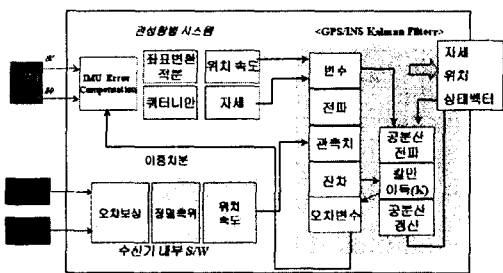 관성항법 시스템
<GPS/INS Kalman Filterr>
IMU Error
Compensation
좌표변환
적분
위치 속도
쿼터니안
자세
변수
전파
관측치
잔차
오차변수
공분산
전파
칼만
이득(K)
공분산
갱신
자세
위치
상태벡터
이중차분
오차보상
정밀측위
위치
속도
수신기 내부 S/W